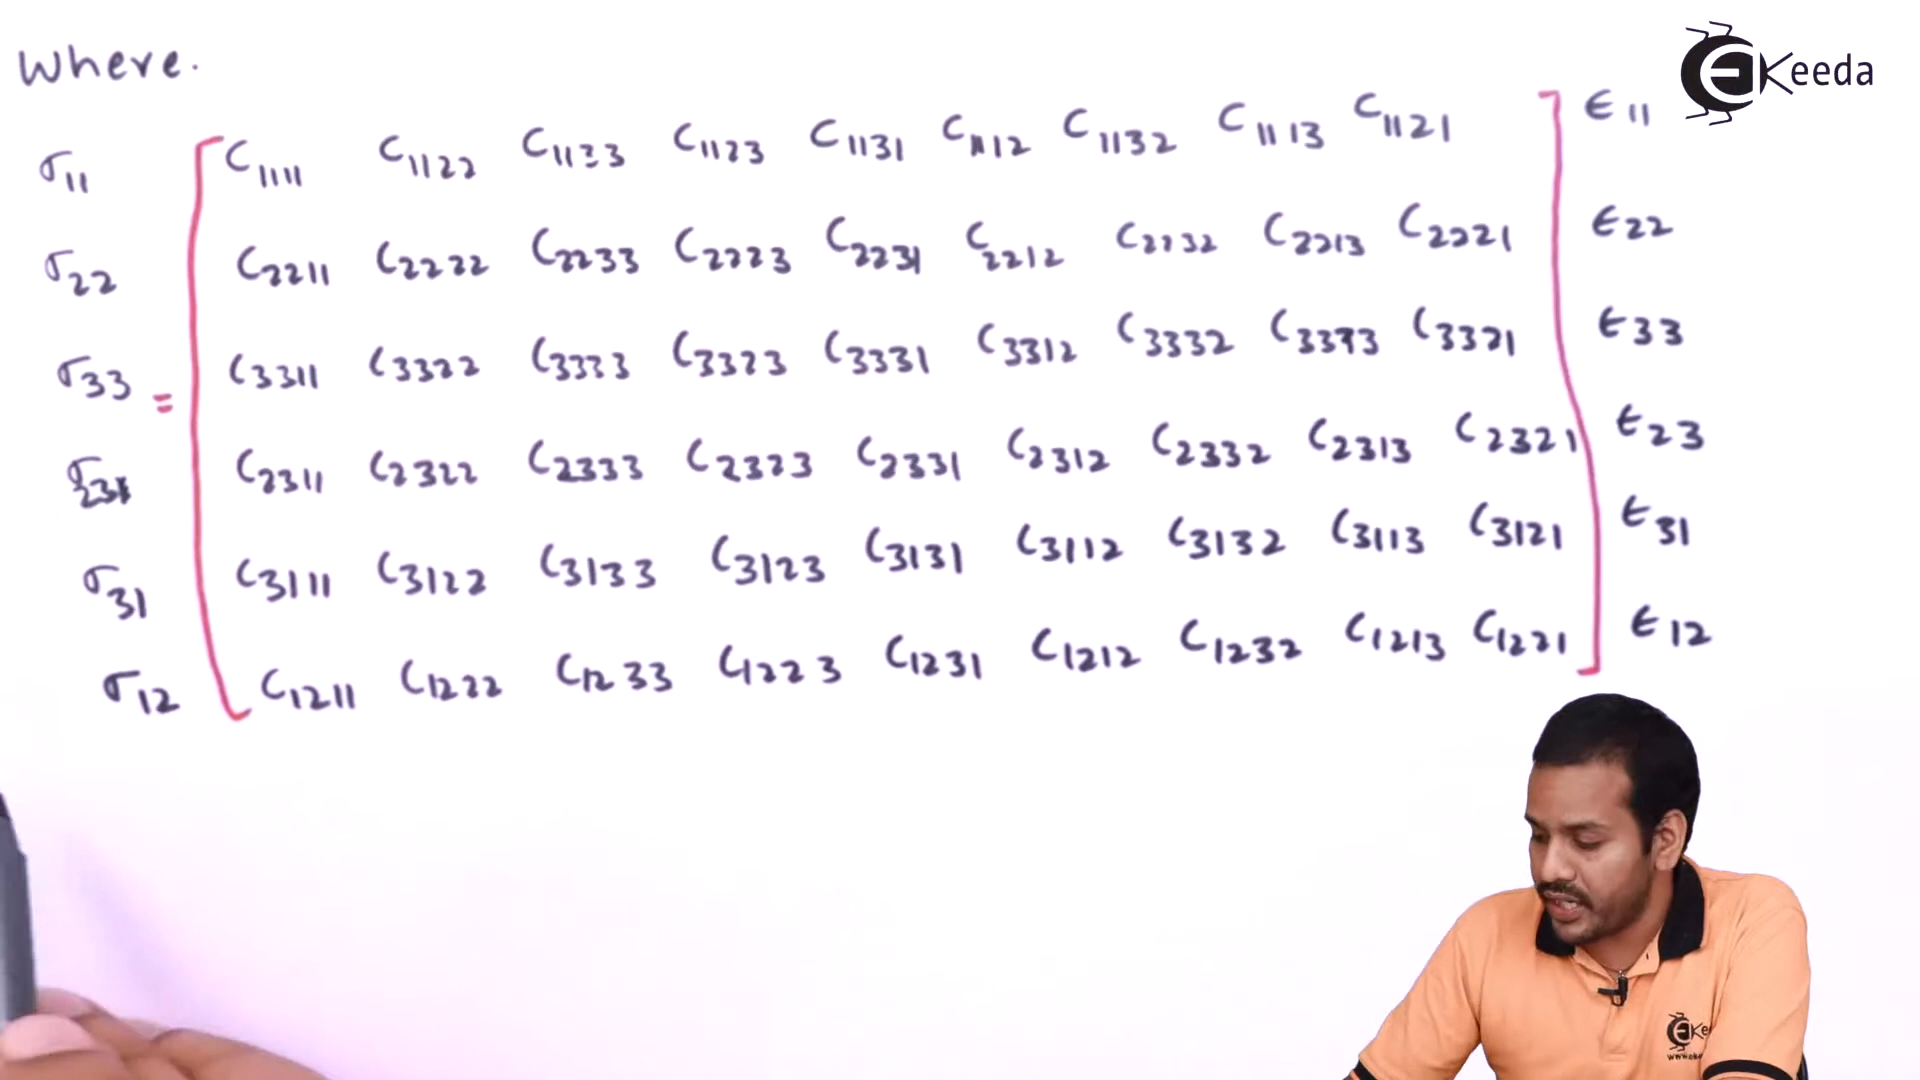 Where.
EKeeda
σ11 [ C1111 C1122 C1133 C1123 C1131 C1112 C1132 C1113 C1121 ] ε11
σ22 C2211 C2222 C2233 C2223 C2231 C2212 C2232 C2213 C2221 ε22
σ33 = C3311 C3322 C3333 C3323 C3331 C3312 C3332 C3313 C3321 ε33
C2311 C2322 C2333 C2323 C2331 C2312 C2332 C2313 C2321 ε23
σ31 C3111 C3122 C3133 C3123 C3131 C3112 C3132 C3113 C3121 ε31
σ12 C1211 C1222 C1233 C1223 C1231 C1212 C1232 C1213 C1221 ε12